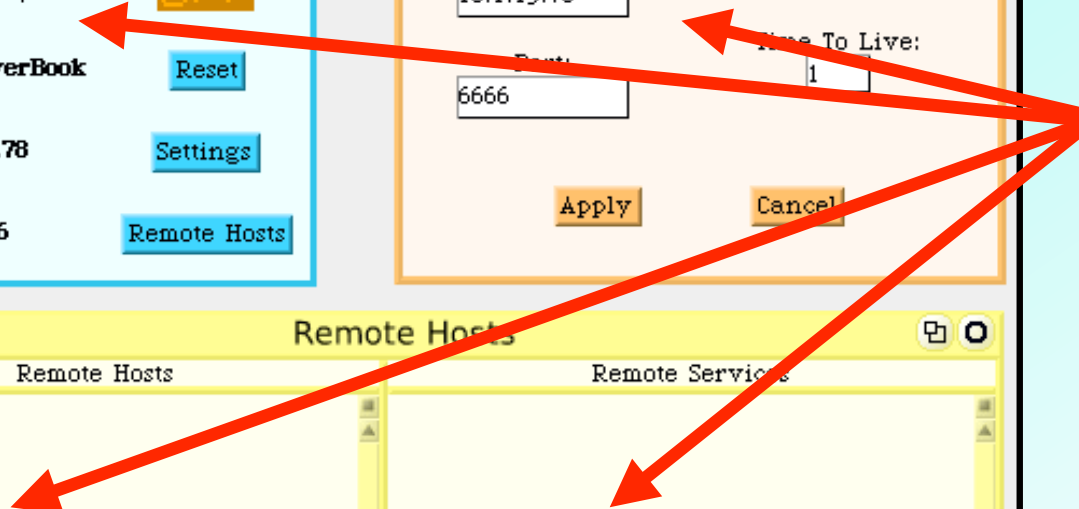 Time To Live:
erBook
Reset
Port:
1
6666
78
Settings
Apply
Cancel
6
Remote Hosts
Remote Hosts
Remote Hosts
Remote Services